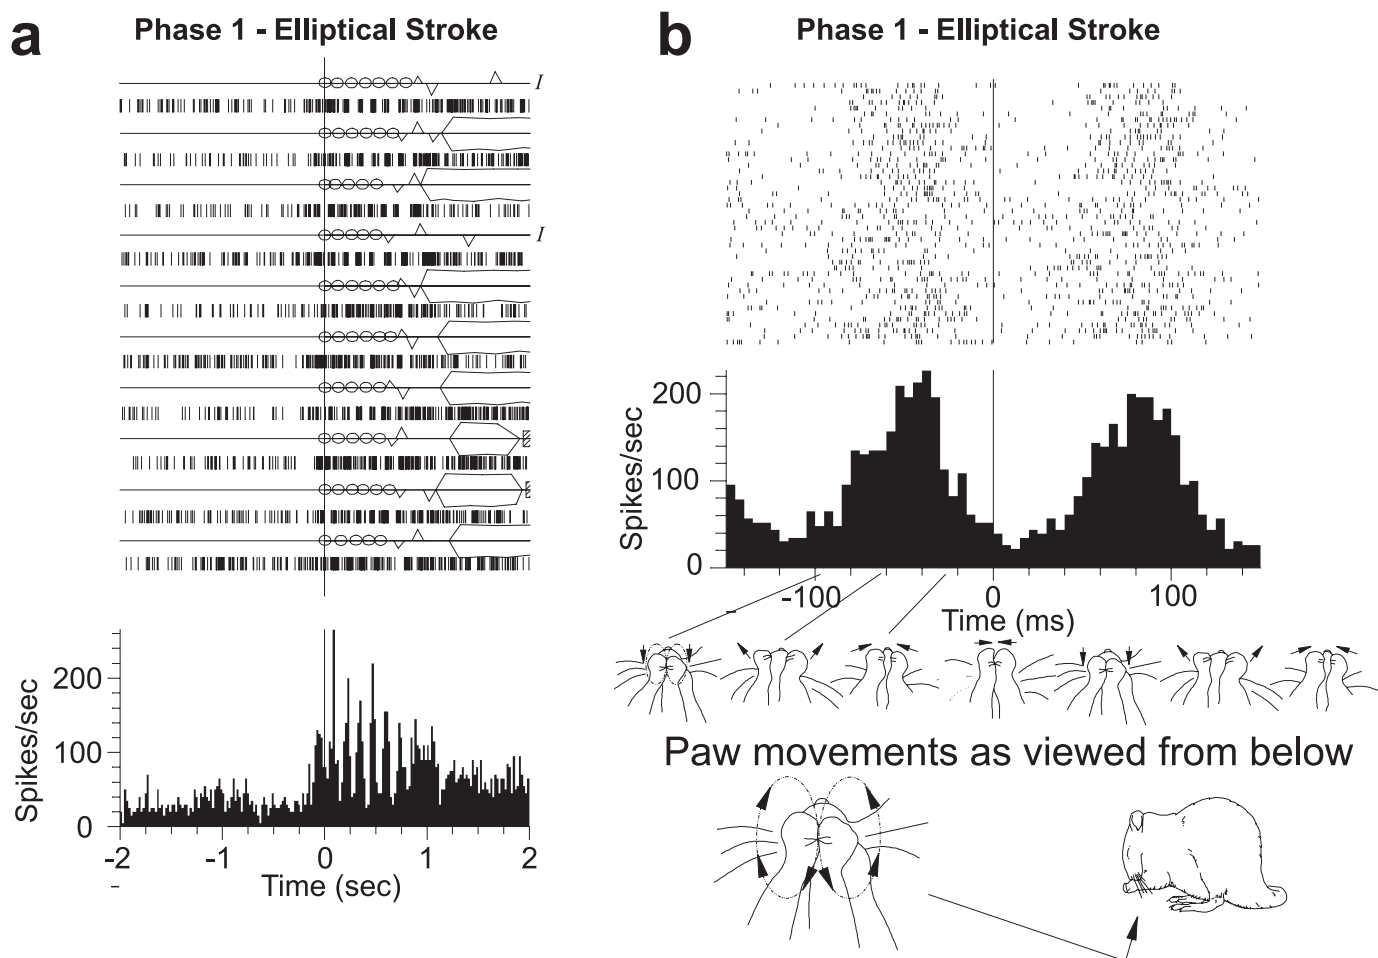 a
Phase 1 - Elliptical Stroke
I
I
Spikes/sec
200
100
0
-2
-1
0
1
2
Time (sec)
b
Phase 1 - Elliptical Stroke
Spikes/sec
200
100
0
-100
0
100
Time (ms)
Paw movements as viewed from below